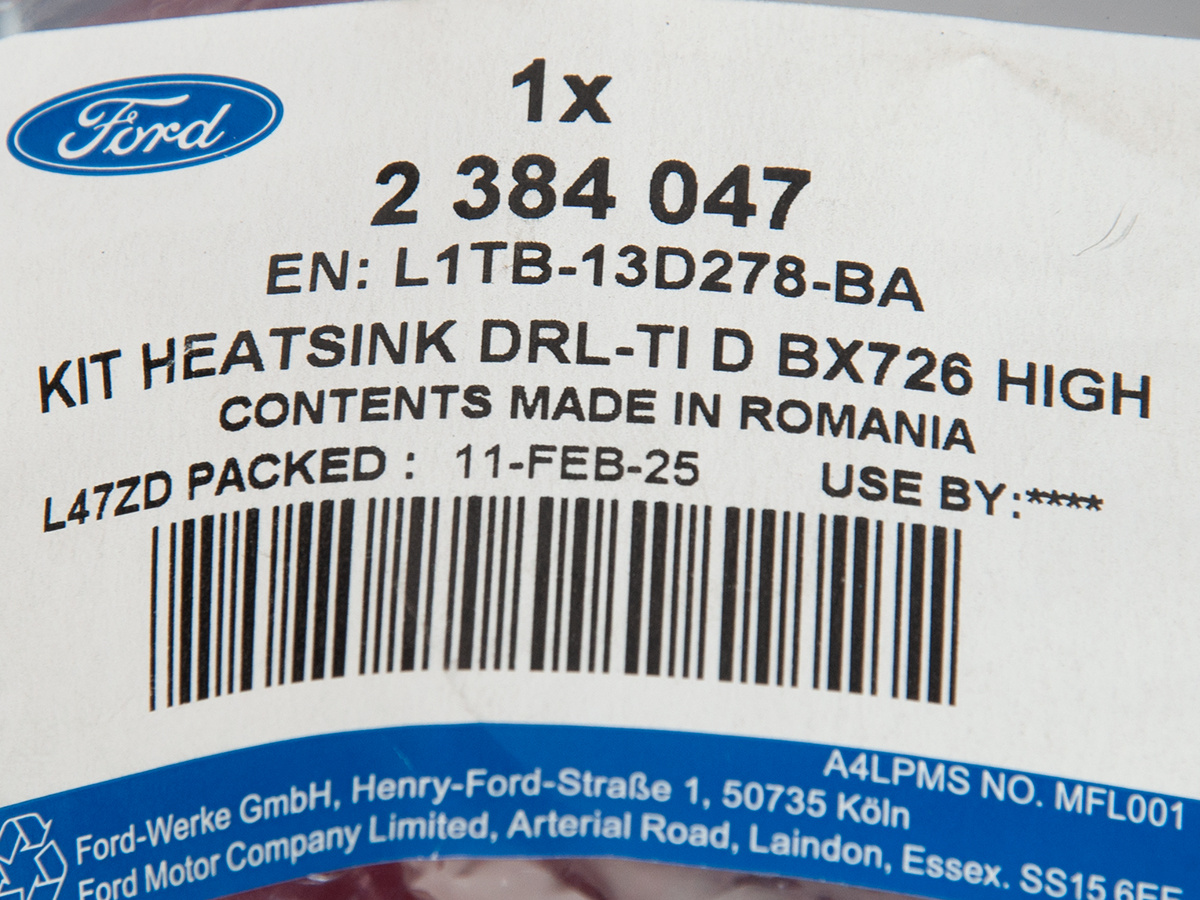 Ford
1x
2 384 047
EN: L1TB-13D278-BA
KIT HEATSINK DRL-TI D BX726 HIGH
CONTENTS MADE IN ROMANIA
L47ZD PACKED : 11-FEB-25 USE BY:****
A4LPMS NO. MFL001
Ford-Werke GmbH, Henry-Ford-Straße 1, 50735 Köln
Ford Motor Company Limited, Arterial Road, Laindon, Essex. SS15